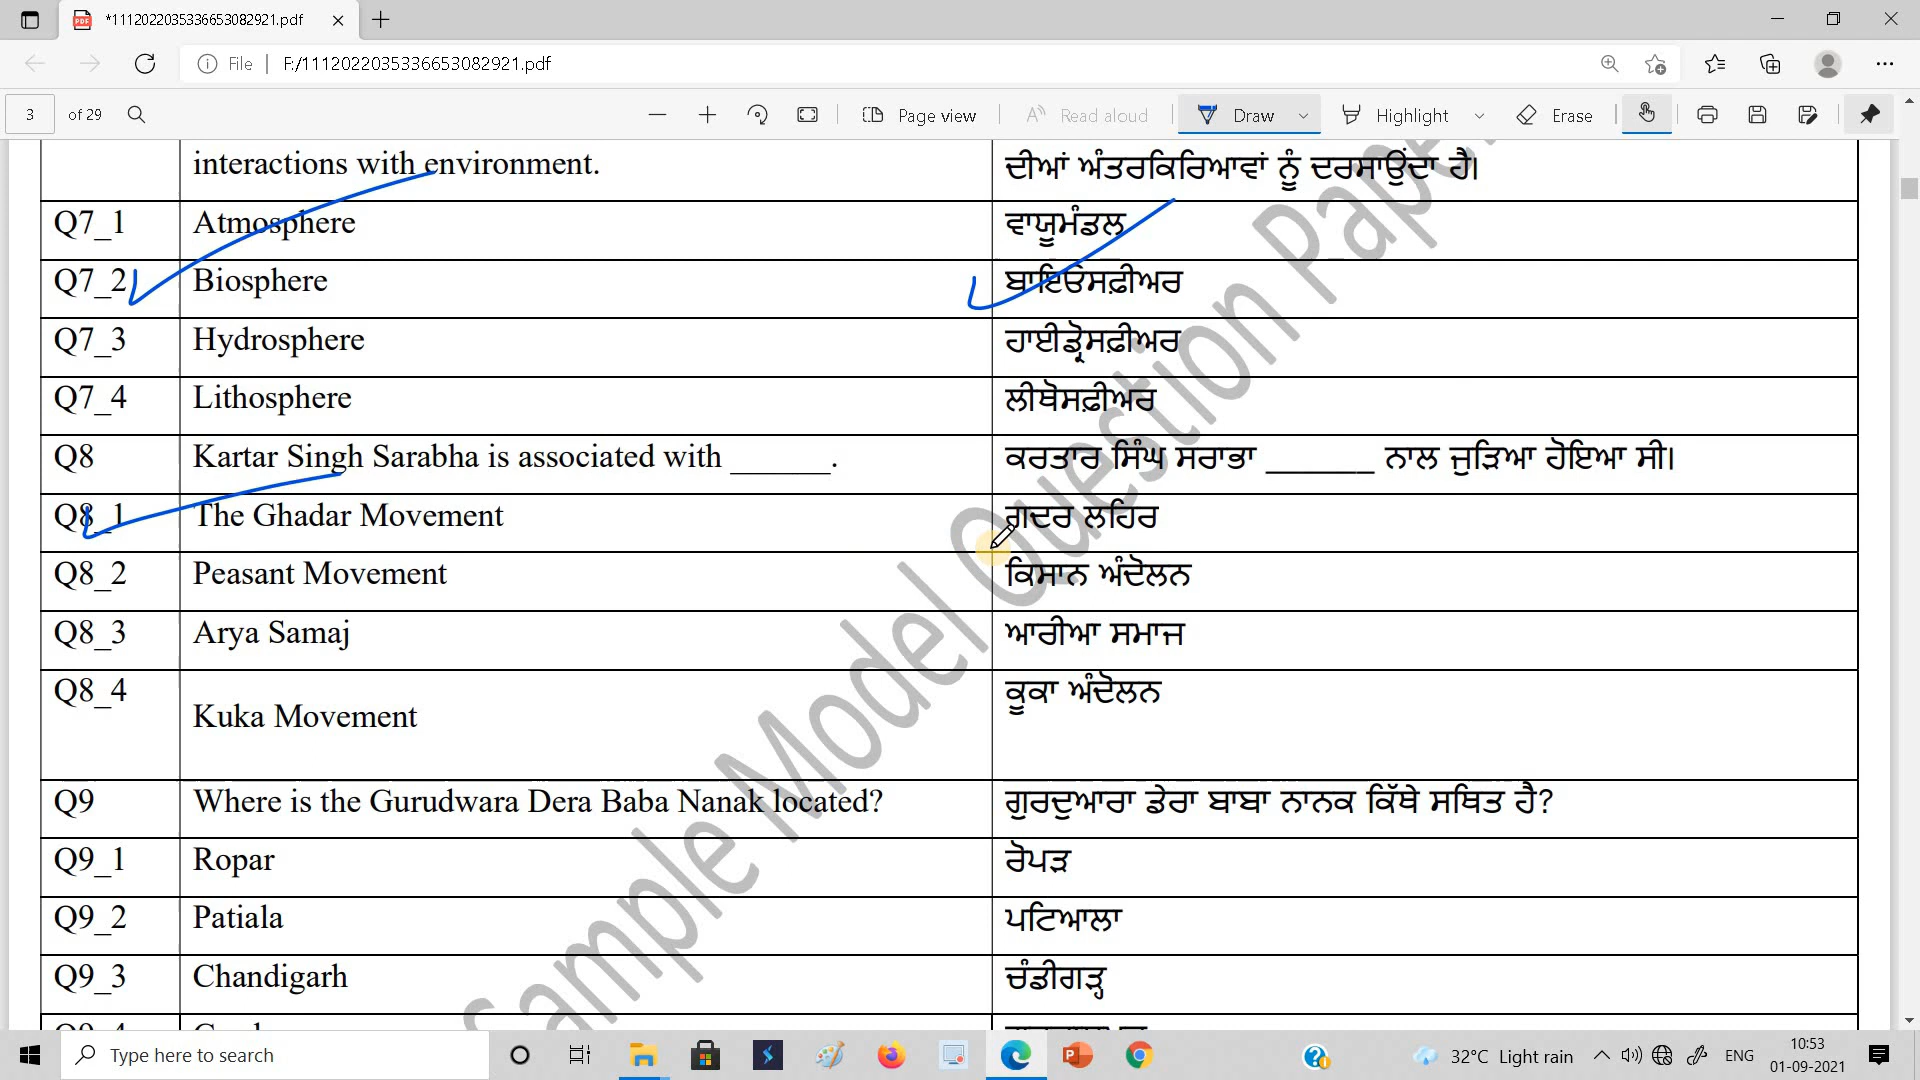 *1112022035336653082921.pdf
File F:/1112022035336653082921.pdf
3 of 29 Page view Read aloud Draw Highlight Erase
interactions with environment. ਦੀਆਂ ਅੰਤਰਕਿਰਿਆਵਾਂ ਨੂੰ ਦਰਸਾਉਂਦਾ ਹੈ।
Q7_1 Atmosphere ਵਾਯੂਮੰਡਲ
Q7_2 Biosphere ਬਾਇਓਸਫ਼ੀਅਰ
Q7_3 Hydrosphere ਹਾਈਡ੍ਰੋਸਫ਼ੀਅਰ
Q7_4 Lithosphere ਲੀਥੋਸਫ਼ੀਅਰ
Q8 Kartar Singh Sarabha is associated with ______. ਕਰਤਾਰ ਸਿੰਘ ਸਰਾਭਾ ______ ਨਾਲ ਜੁੜਿਆ ਹੋਇਆ ਸੀ।
Q8_1 The Ghadar Movement ਗ਼ਦਰ ਲਹਿਰ
Q8_2 Peasant Movement ਕਿਸਾਨ ਅੰਦੋਲਨ
Q8_3 Arya Samaj ਆਰੀਆ ਸਮਾਜ
Q8_4 Kuka Movement ਕੂਕਾ ਅੰਦੋਲਨ
Q9 Where is the Gurudwara Dera Baba Nanak located? ਗੁਰਦੁਆਰਾ ਡੇਰਾ ਬਾਬਾ ਨਾਨਕ ਕਿੱਥੇ ਸਥਿਤ ਹੈ?
Q9_1 Ropar ਰੋਪੜ
Q9_2 Patiala ਪਟਿਆਲਾ
Q9_3 Chandigarh ਚੰਡੀਗੜ੍ਹ
Sample Model Question Paper
Type here to search 32°C Light rain ENG 10:53
01-09-2021